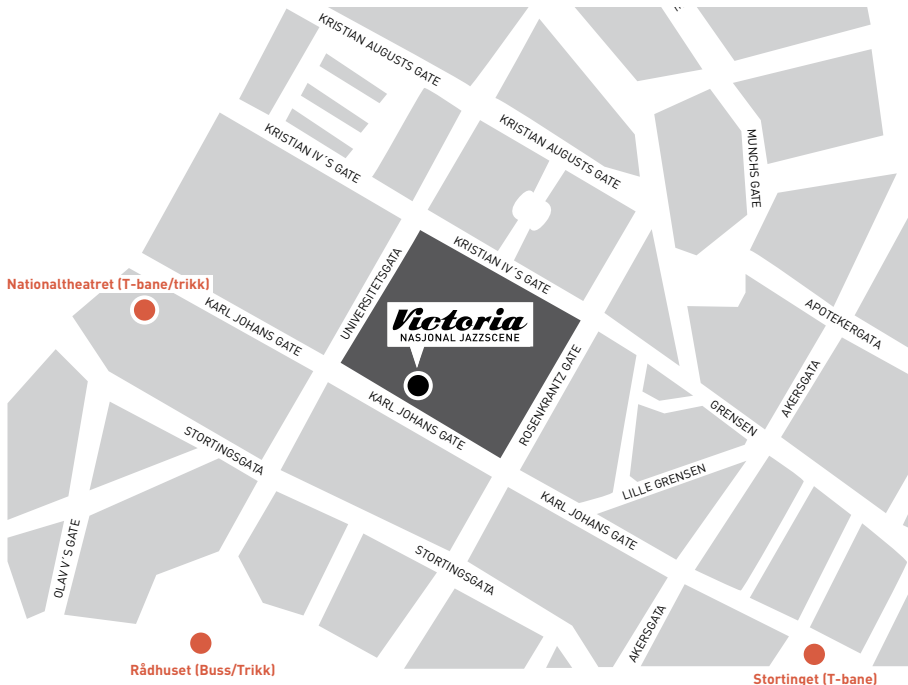 KRISTIAN AUGUSTS GATE
KRISTIAN AUGUSTS GATE
MUNCHS GATE
KRISTIAN IV´S GATE
KRISTIAN IV´S GATE
UNIVERSITETSGATA
Nationaltheatret (T-bane/trikk)
KARL JOHANS GATE
Victoria
NASJONAL JAZZSCENE
APOTEKERGATA
ROSENKRANTZ GATE
AKERSGATA
KARL JOHANS GATE
GRENSEN
STORTINGSGATA
LILLE GRENSEN
KARL JOHANS GATE
OLAV V´S GATE
STORTINGSGATA
AKERSGATA
Rådhuset (Buss/Trikk)
Stortinget (T-bane)